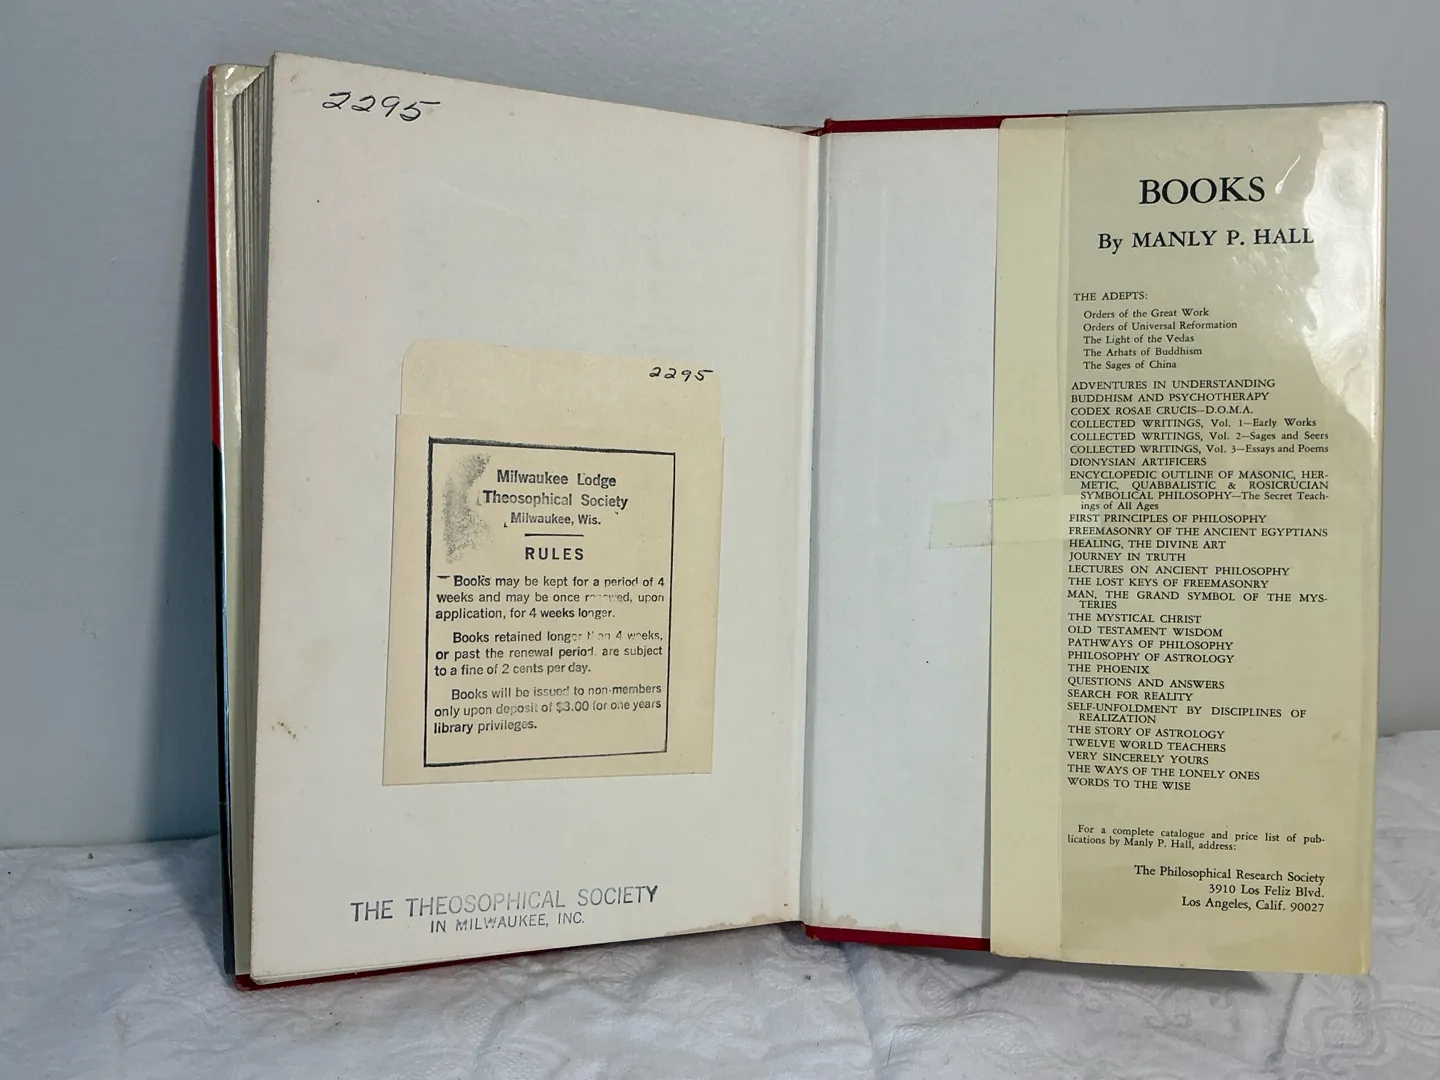 2295
2295
Milwaukee Lodge
Theosophical Society
Milwaukee, Wis.
RULES
Books may be kept for a period of 4
weeks and may be once renewed, upon
application, for 4 weeks longer.
Books retained longer than 4 weeks,
or past the renewal period, are subject
to a fine of 2 cents per day.
Books will be issued to non-members
only upon deposit of $3.00 for one years
library privileges.
THE THEOSOPHICAL SOCIETY
IN MILWAUKEE, INC.
BOOKS
By MANLY P. HALL
THE ADEPTS:
Orders of the Great Work
Orders of Universal Reformation
The Light of the Vedas
The Arhats of Buddhism
The Sages of China
ADVENTURES IN UNDERSTANDING
BUDDHISM AND PSYCHOTHERAPY
CODEX ROSAE CRUCIS—D.O.M.A.
COLLECTED WRITINGS, Vol. 1—Early Works
COLLECTED WRITINGS, Vol. 2—Sages and Seers
COLLECTED WRITINGS, Vol. 3—Essays and Poems
DIONYSIAN ARTIFICERS
ENCYCLOPEDIC OUTLINE OF MASONIC, HER-
METIC, QUABBALISTIC & ROSICRUCIAN
SYMBOLICAL PHILOSOPHY—The Secret Teach-
ings of All Ages
FIRST PRINCIPLES OF PHILOSOPHY
FREEMASONRY OF THE ANCIENT EGYPTIANS
HEALING, THE DIVINE ART
JOURNEY IN TRUTH
LECTURES ON ANCIENT PHILOSOPHY
THE LOST KEYS OF FREEMASONRY
MAN, THE GRAND SYMBOL OF THE MYS-
TERIES
THE MYSTICAL CHRIST
OLD TESTAMENT WISDOM
PATHWAYS OF PHILOSOPHY
PHILOSOPHY OF ASTROLOGY
THE PHOENIX
QUESTIONS AND ANSWERS
SEARCH FOR REALITY
SELF-UNFOLDMENT BY DISCIPLINES OF
REALIZATION
THE STORY OF ASTROLOGY
TWELVE WORLD TEACHERS
VERY SINCERELY YOURS
THE WAYS OF THE LONELY ONES
WORDS TO THE WISE
For a complete catalogue and price list of pub-
lications by Manly P. Hall, address:
The Philosophical Research Society
3910 Los Feliz Blvd.
Los Angeles, Calif. 90027